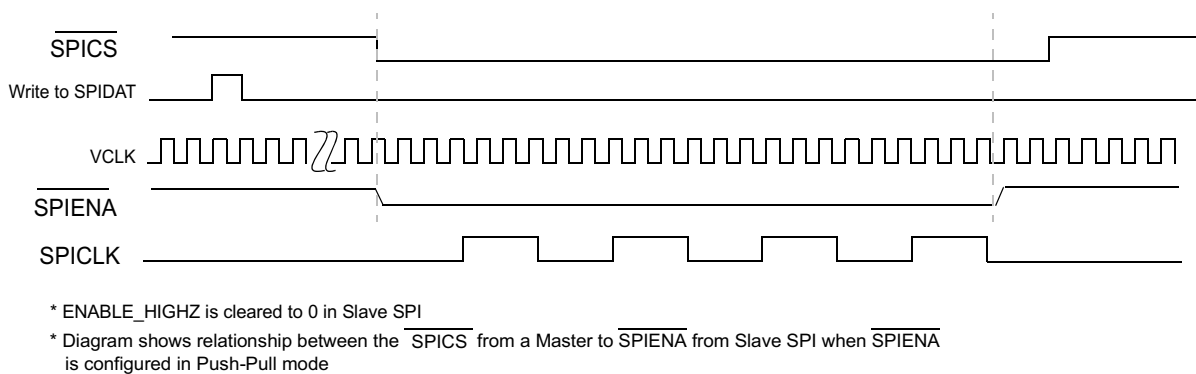 SPICS
Write to SPIDAT
VCLK
SPIENA
SPICLK
* ENABLE_HIGHZ is cleared to 0 in Slave SPI
* Diagram shows relationship between the SPICS from a Master to SPIENA from Slave SPI when SPIENA
is configured in Push-Pull mode